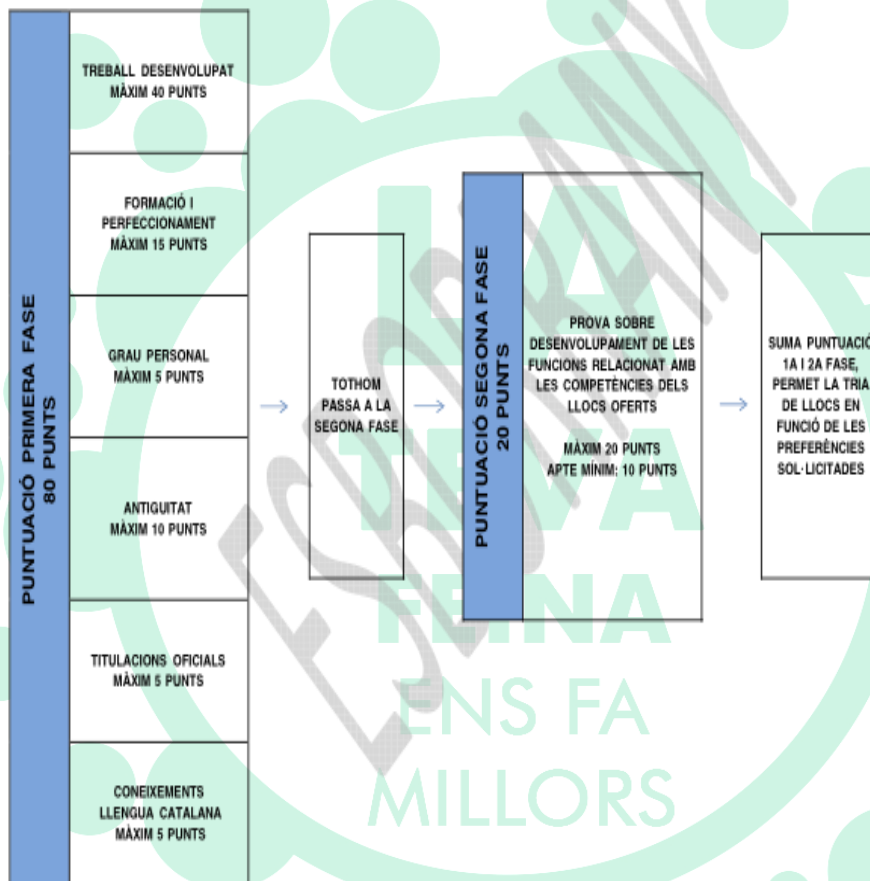 PUNTUACIÓ PRIMERA FASE
80 PUNTS
TREBALL DESENVOLUPAT
MÀXIM 40 PUNTS
FORMACIÓ I
PERFECCIONAMENT
MÀXIM 15 PUNTS
GRAU PERSONAL
MÀXIM 5 PUNTS
ANTIGUITAT
MÀXIM 10 PUNTS
TITULACIONS OFICIALS
MÀXIM 5 PUNTS
CONEIXEMENTS
LLENGUA CATALANA
MÀXIM 5 PUNTS
TOTHOM
PASSA A LA
SEGONA FASE
PUNTUACIÓ SEGONA FASE
20 PUNTS
PROVA SOBRE
DESENVOLUPAMENT DE LES
FUNCIONS RELACIONAT AMB
LES COMPETÈNCIES DELS
LLOCS OFERTS
MÀXIM 20 PUNTS
APTE MÍNIM: 10 PUNTS
SUMA PUNTUACIÓ
1A I 2A FASE,
PERMET LA TRIA
DE LLOCS EN
FUNCIÓ DE LES
PREFERÈNCIES
SOL·LICITADES
LA
TEVA
FEINA
ENS FA
MILLORS
ESBORRANY